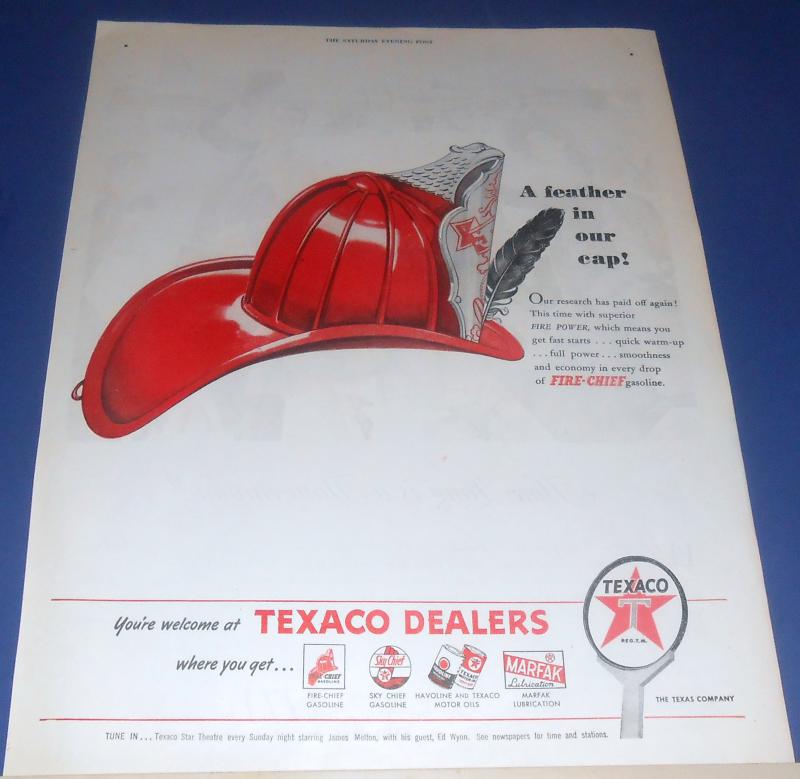 THE SATURDAY EVENING POST
A feather
in
our
cap!
Our research has paid off again!
This time with superior
FIRE POWER, which means you
get fast starts . . . quick warm-up
. . . full power . . . smoothness
and economy in every drop
of FIRE-CHIEF gasoline.
TEXACO
T
REG. T.M.
You're welcome at TEXACO DEALERS
where you get...
FIRE-CHIEF
GASOLINE
Sky Chief
TEXACO
MARFAK
Lubrication
FIRE-CHIEF
GASOLINE
SKY CHIEF
GASOLINE
HAVOLINE AND TEXACO
MOTOR OILS
MARFAK
LUBRICATION
THE TEXAS COMPANY
TUNE IN . . . Texaco Star Theatre every Sunday night starring James Melton, with his guest, Ed Wynn. See newspapers for time and stations.